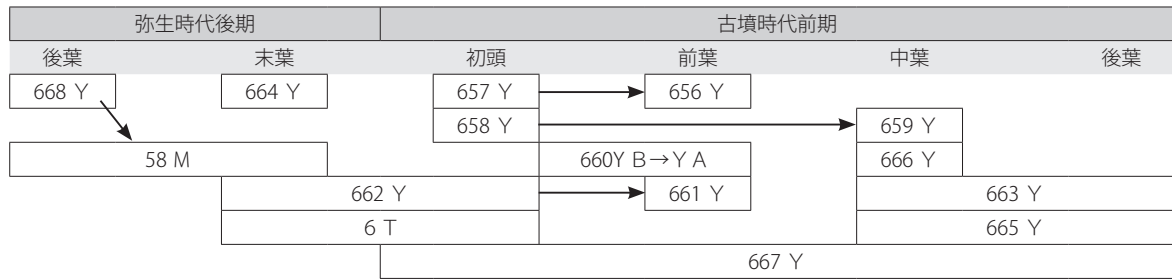 弥生時代後期 古墳時代前期
後葉 末葉 初頭 前葉 中葉 後葉
668 Y 664 Y 657 Y 656 Y
658 Y 659 Y
58 M 660Y B→Y A 666 Y
662 Y 661 Y 663 Y
6 T 665 Y
667 Y